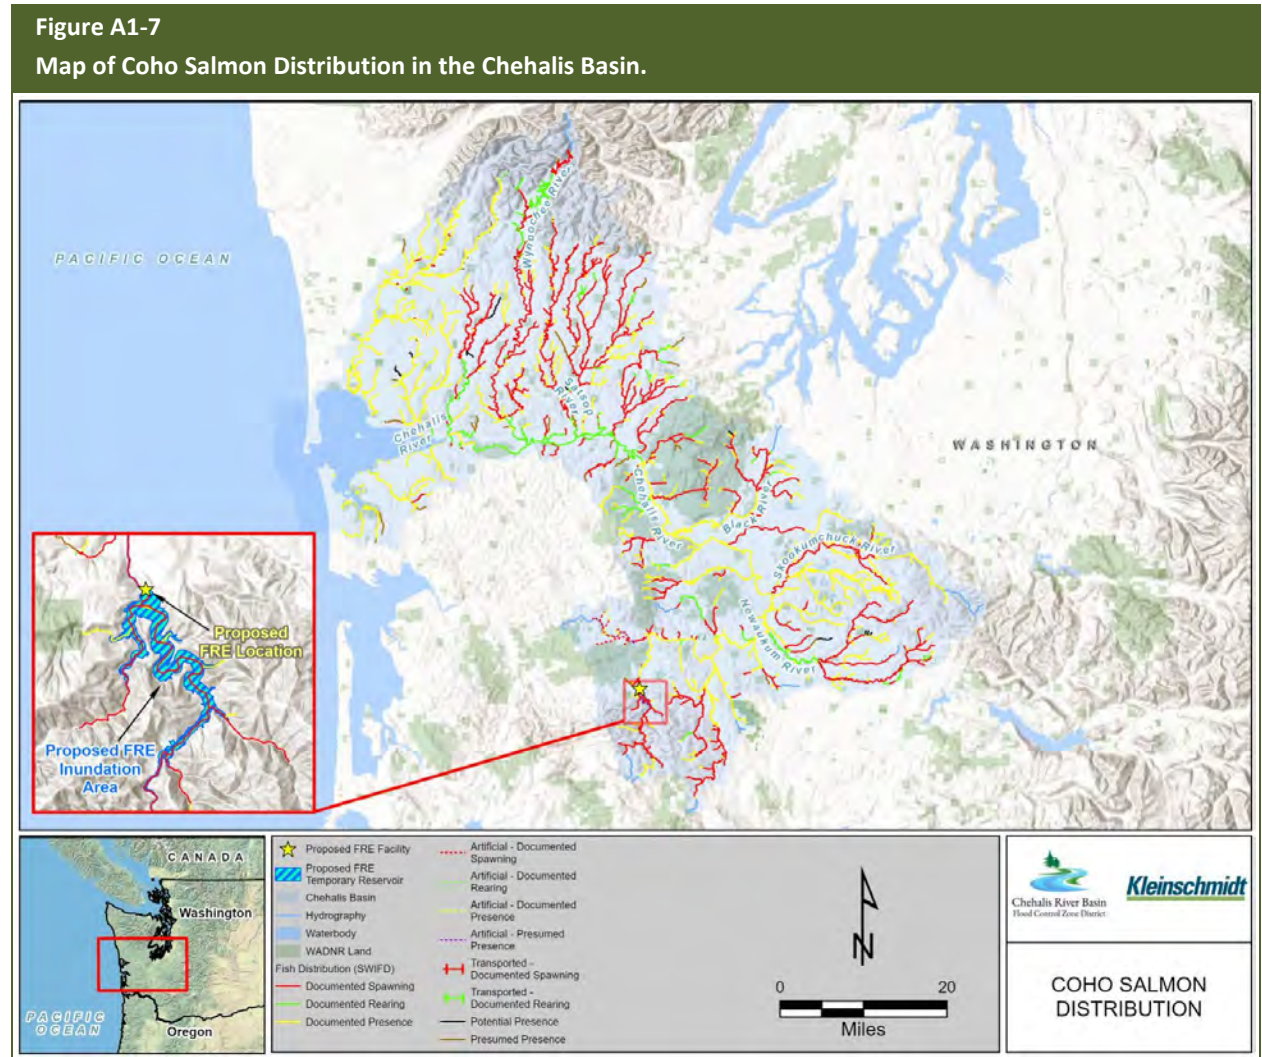 Figure A1-7
Map of Coho Salmon Distribution in the Chehalis Basin.
PACIFIC OCEAN
Wynoochee River
Satsop
River
Chehalis
River
WASHINGTON
Chehalis River
Black River
Skookumchuck River
Newaukum River
Proposed
FRE Location
Proposed FRE
Inundation
Area
CANADA
Washington
PACIFIC
OCEAN
Oregon
Proposed FRE Facility
Proposed FRE
Temporary Reservoir
Chehalis Basin
Hydrography
Waterbody
WADNR Land
Fish Distribution (SWIFD)
Documented Spawning
Documented Rearing
Documented Presence
Artificial - Documented
Spawning
Artificial - Documented
Rearing
Artificial - Documented
Presence
Artificial - Presumed
Presence
Transported -
Documented Spawning
Transported -
Documented Rearing
Potential Presence
Presumed Presence
N
0 20
Miles
Chehalis River Basin
Flood Control Zone District
Kleinschmidt
COHO SALMON
DISTRIBUTION